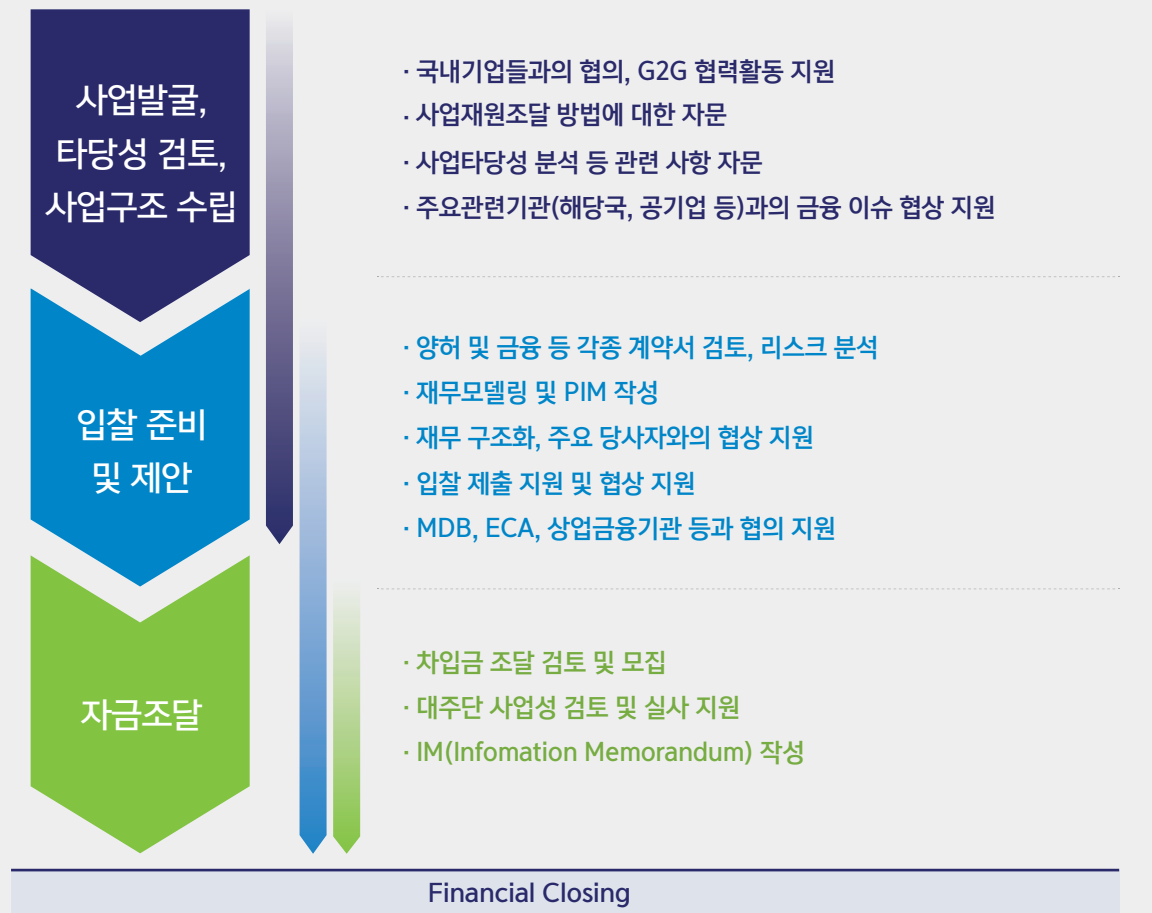 사업발굴,
타당성 검토,
사업구조 수립
· 국내기업들과의 협의, G2G 협력활동 지원
· 사업재원조달 방법에 대한 자문
· 사업타당성 분석 등 관련 사항 자문
· 주요관련기관(해당국, 공기업 등)과의 금융 이슈 협상 지원
입찰 준비
및 제안
· 양허 및 금융 등 각종 계약서 검토, 리스크 분석
· 재무모델링 및 PIM 작성
· 재무 구조화, 주요 당사자와의 협상 지원
· 입찰 제출 지원 및 협상 지원
· MDB, ECA, 상업금융기관 등과 협의 지원
자금조달
· 차입금 조달 검토 및 모집
· 대주단 사업성 검토 및 실사 지원
· IM(Infomation Memorandum) 작성
Financial Closing